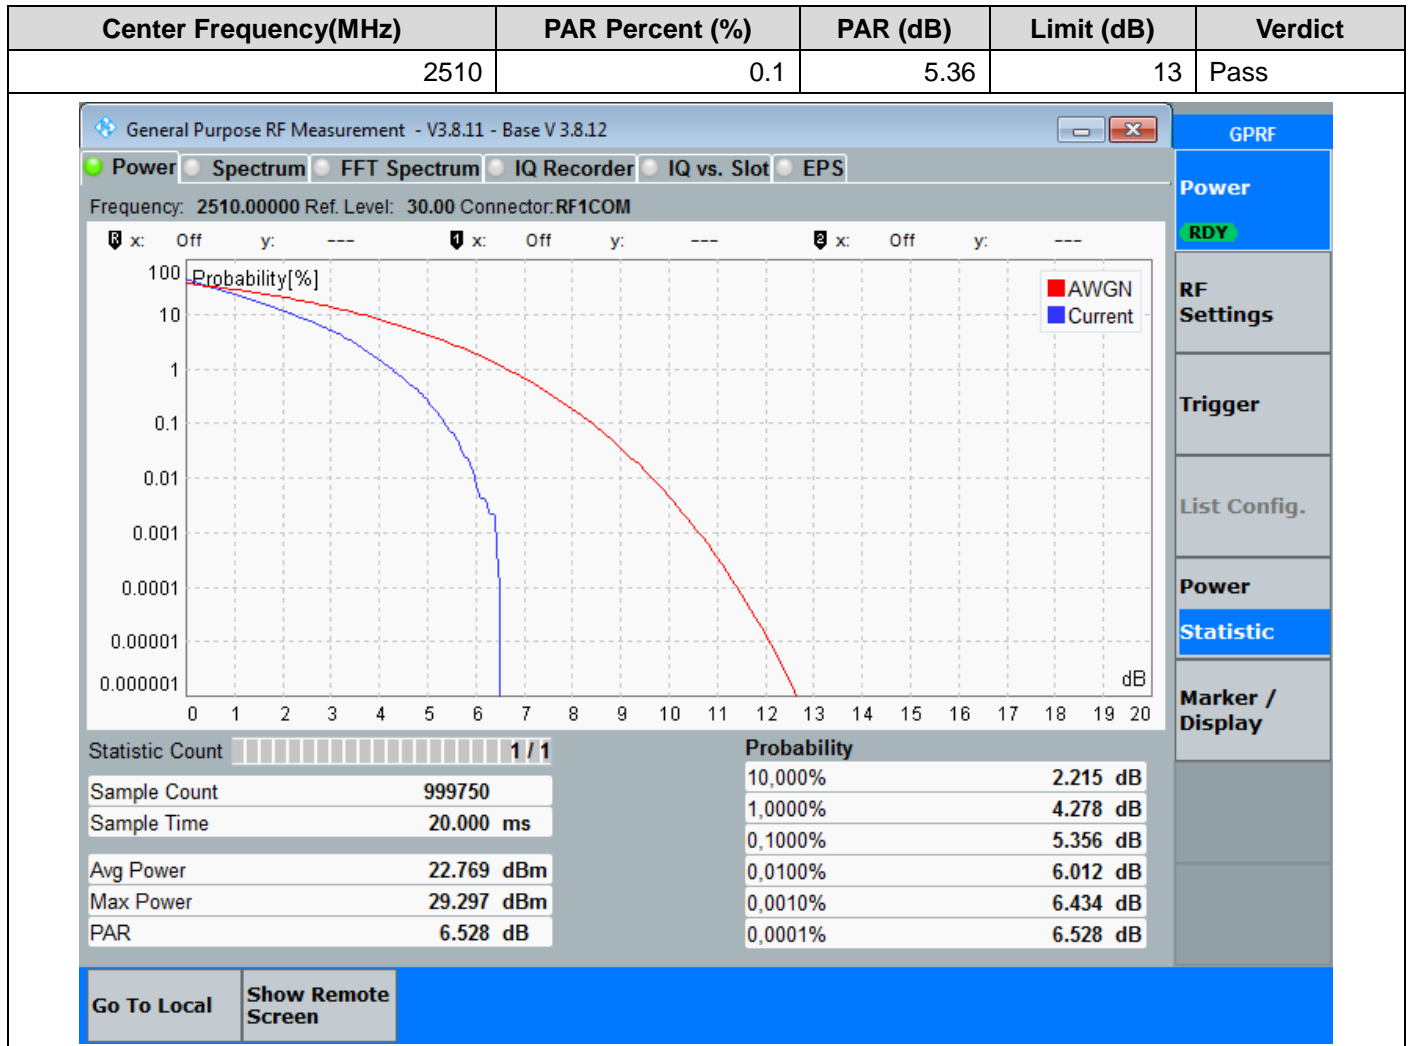 Center Frequency(MHz) PAR Percent (%) PAR (dB) Limit (dB) Verdict
2510 0.1 5.36 13 Pass
General Purpose RF Measurement - V3.8.11 - Base V 3.8.12
GPRF
Power Spectrum FFT Spectrum IQ Recorder IQ vs. Slot EPS
Frequency: 2510.00000 Ref. Level: 30.00 Connector:RF1COM
R x: Off y: --- 1 x: Off y: --- 2 x: Off y: ---
Probability[%]
100
10
1
0.1
0.01
0.001
0.0001
0.00001
0.000001
AWGN
Current
dB
0 1 2 3 4 5 6 7 8 9 10 11 12 13 14 15 16 17 18 19 20
Statistic Count 1 / 1
Sample Count 999750
Sample Time 20.000 ms
Avg Power 22.769 dBm
Max Power 29.297 dBm
PAR 6.528 dB
Probability
10,000% 2.215 dB
1,0000% 4.278 dB
0,1000% 5.356 dB
0,0100% 6.012 dB
0,0010% 6.434 dB
0,0001% 6.528 dB
Power
RDY
RF
Settings
Trigger
List Config.
Power
Statistic
Marker /
Display
Go To Local
Show Remote
Screen